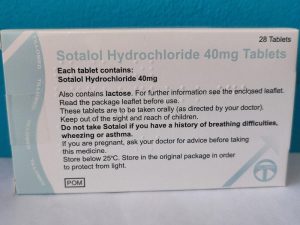 28 Tablets
Sotalol Hydrochloride 40mg Tablets
Each tablet contains:
Sotalol Hydrochloride 40mg
Also contains lactose. For further information see the enclosed leaflet.
Read the package leaflet before use.
These tablets are to be taken orally (as directed by your doctor).
Keep out of the sight and reach of children.
Do not take Sotalol if you have a history of breathing difficulties,
wheezing or asthma.
If you are pregnant, ask your doctor for advice before taking
this medicine.
Store below 25°C. Store in the original package in order
to protect from light.
POM